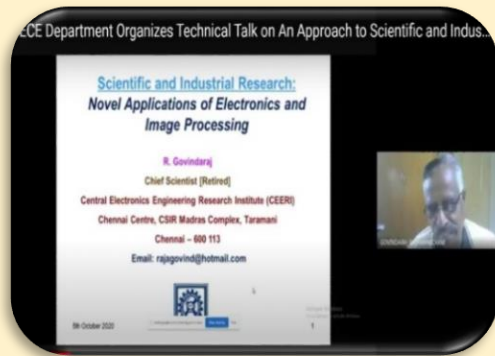 ECE Department Organizes Technical Talk on An Approach to Scientific and Indus...
Scientific and Industrial Research:
Novel Applications of Electronics and
Image Processing
R. Govindaraj
Chief Scientist [Retired]
Central Electronics Engineering Research Institute (CEERI)
Chennai Centre, CSIR Madras Complex, Taramani
Chennai – 600 113
Email: rajagovind@hotmail.com
5th October 2020
1